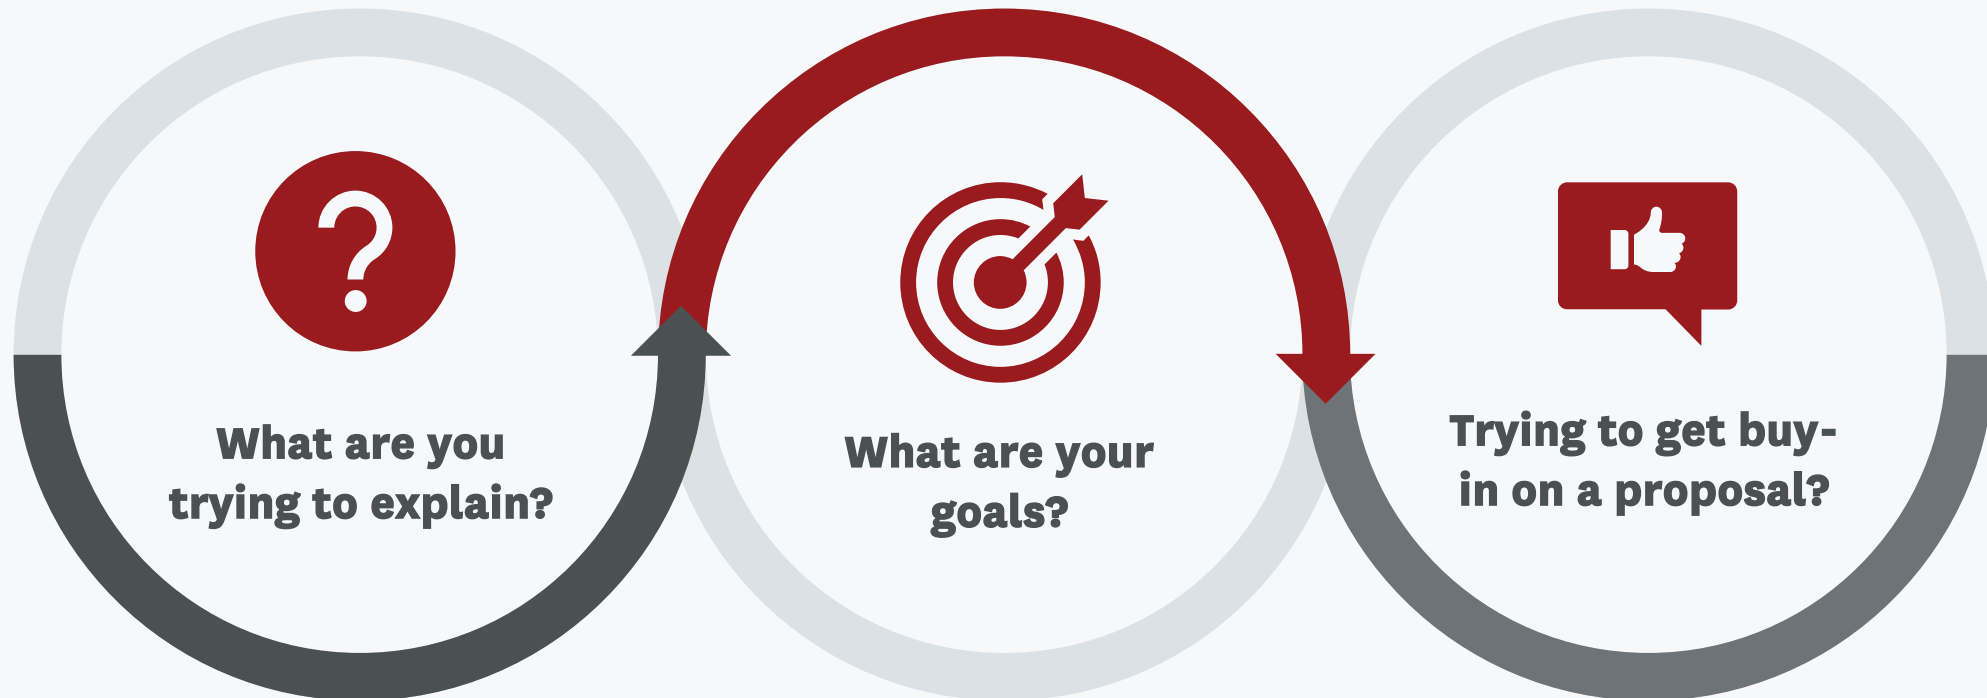 What are you
trying to explain?
What are your
goals?
Trying to get buy-
in on a proposal?